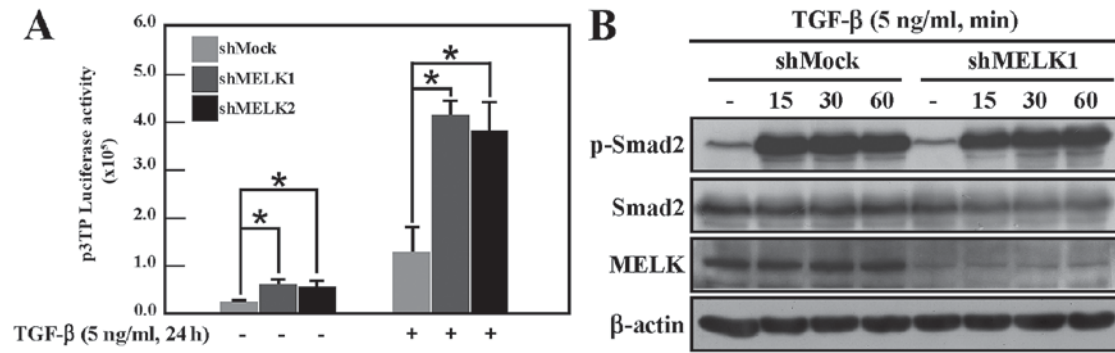 A
p3TP Luciferase activity
(x10⁵)
6.0
5.0
4.0
3.0
2.0
1.0
0.0
shMock
shMELK1
shMELK2
* * * *
TGF-β (5 ng/ml, 24 h) - - - + + +
B
TGF-β (5 ng/ml, min)
shMock shMELK1
- 15 30 60 - 15 30 60
p-Smad2
Smad2
MELK
β-actin